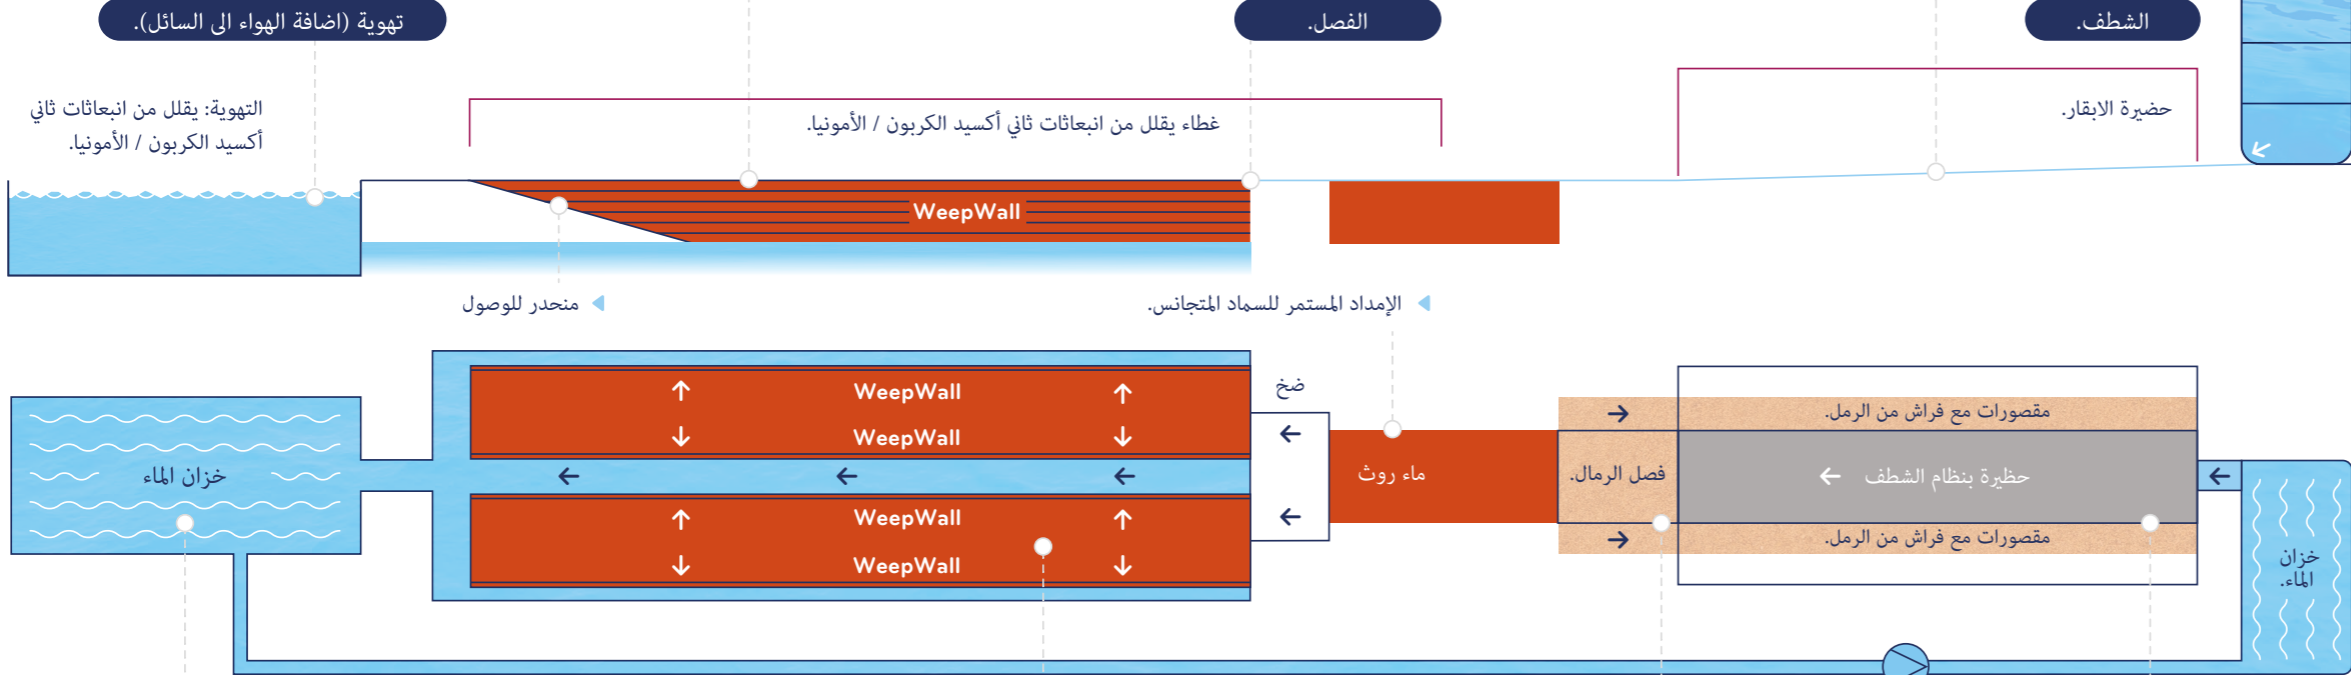 الشطف.
الفصل.
تهوية (اضافة الهواء الى السائل).
حضيرة الابقار.
غطاء يقلل من انبعاثات ثاني أكسيد الكربون / الأمونيا.
التهوية: يقلل من انبعاثات ثاني
أكسيد الكربون / الأمونيا.
WeepWall
الإمداد المستمر للسماد المتجانس.
منحدر للوصول
مقصورات مع فراش من الرمل.
حظيرة بنظام الشطف
مقصورات مع فراش من الرمل.
خزان
الماء.
فصل الرمال.
ماء روث
ضخ
WeepWall
WeepWall
WeepWall
WeepWall
خزان الماء